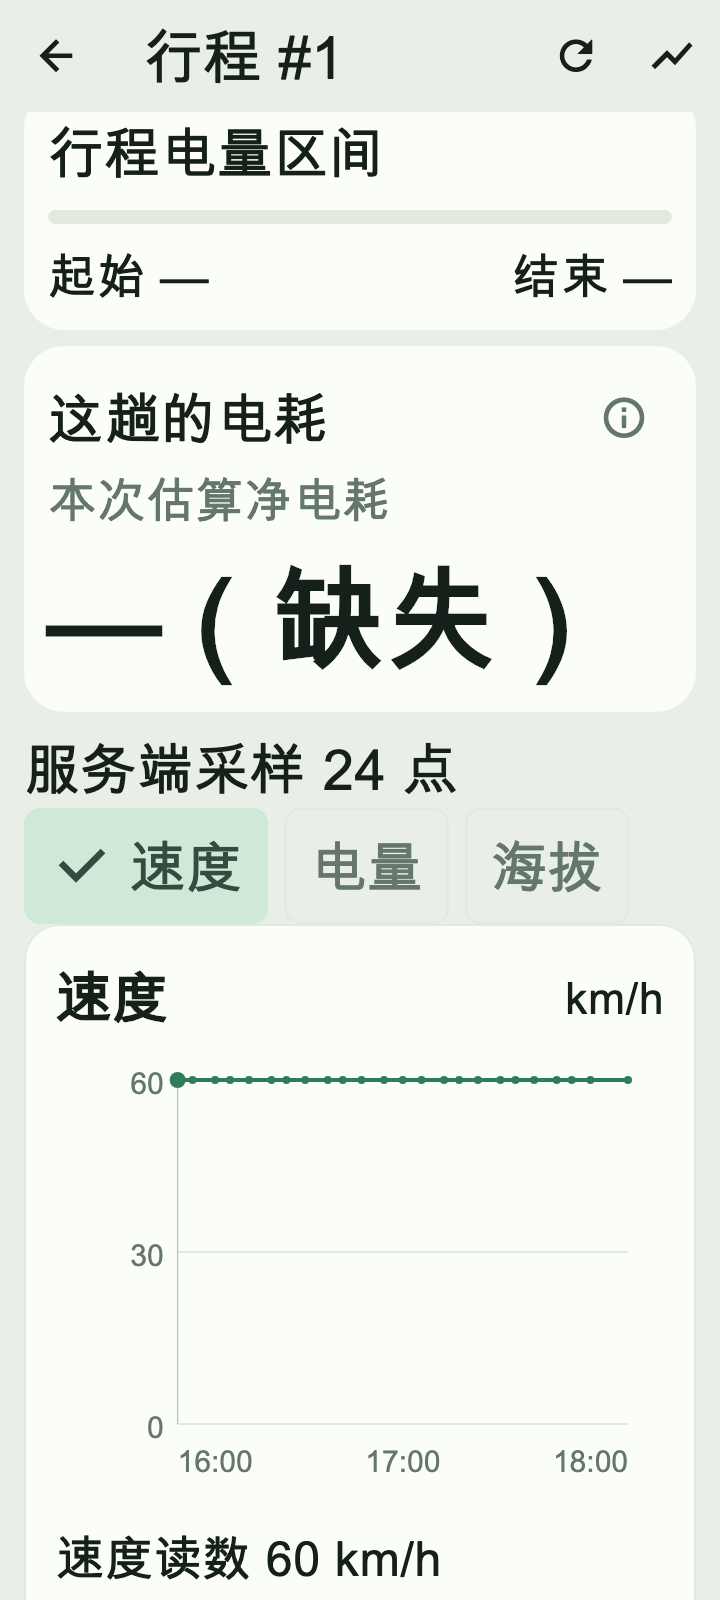 行程 #1
行程电量区间
起始 — 结束 —
这趟的电耗
本次估算净电耗
— ( 缺失 )
服务端采样 24 点
速度 电量 海拔
速度 km/h
60
30
0
16:00 17:00 18:00
速度读数 60 km/h